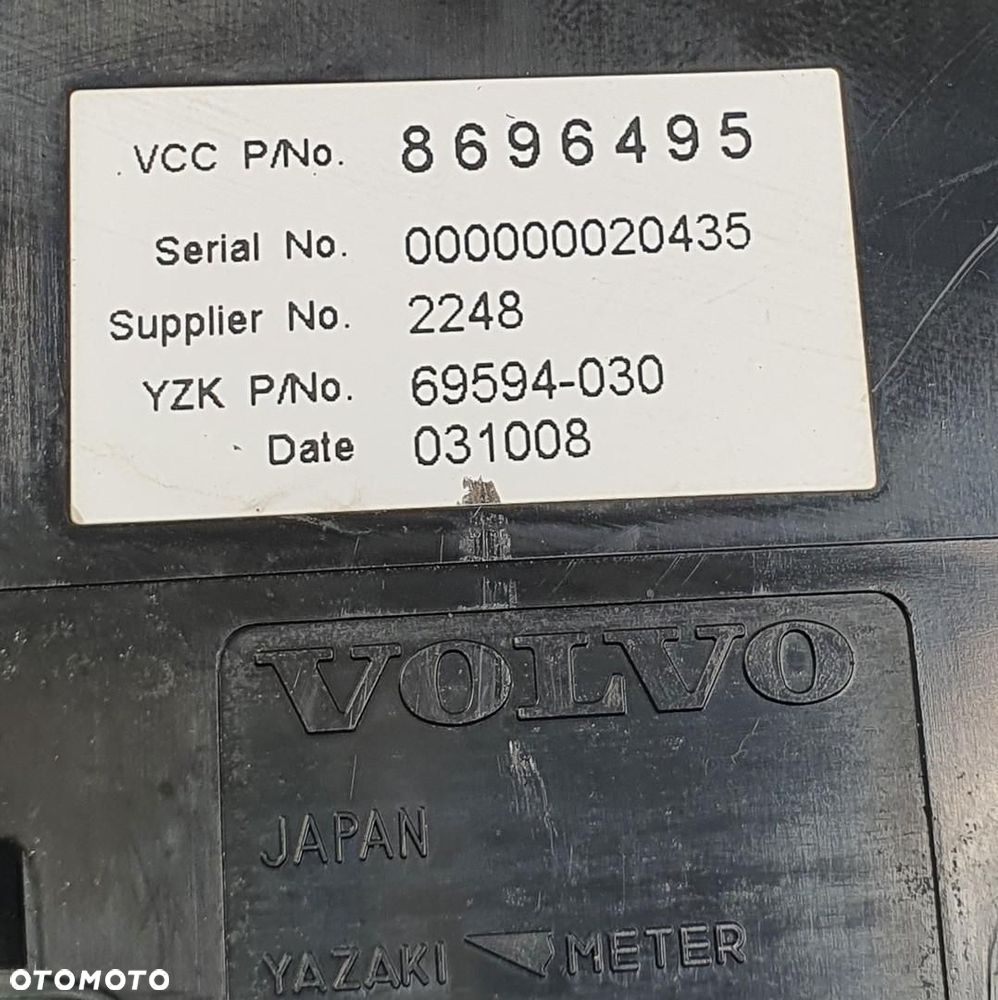 VCC P/No. 8696495
Serial No. 000000020435
Supplier No. 2248
YZK P/No. 69594-030
Date 031008
VOLVO
JAPAN
YAZAKI METER
OTOMOTO